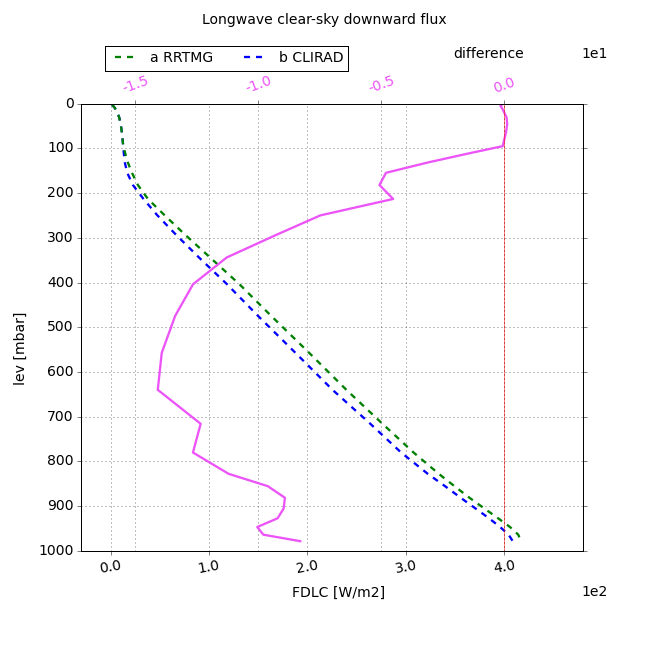 Longwave clear-sky downward flux
a RRTMG b CLIRAD difference 1e1
-1.5 -1.0 -0.5 0.0
0
100
200
300
400
500
600
700
800
900
1000
lev [mbar]
0.0 1.0 2.0 3.0 4.0
FDLC [W/m2] 1e2